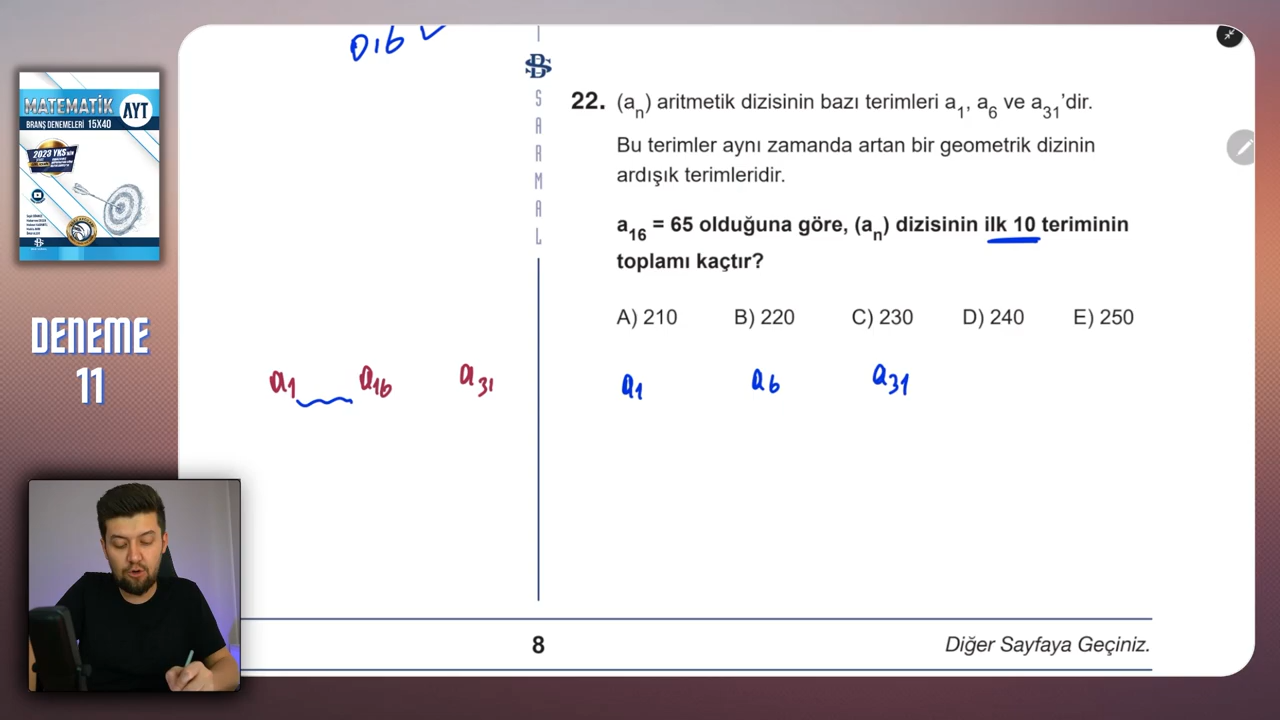 016
MATEMATİK
AYT
BRANŞ DENEMELERİ 15X40
DENEME
11
SARMAL
22. (aₙ) aritmetik dizisinin bazı terimleri a₁, a₆ ve a₃₁'dir.
Bu terimler aynı zamanda artan bir geometrik dizinin
ardışık terimleridir.
a₁₆ = 65 olduğuna göre, (aₙ) dizisinin ilk 10 teriminin
toplamı kaçtır?
A) 210 B) 220 C) 230 D) 240 E) 250
a₁ a₁₆ a₃₁
a₁ a₆ a₃₁
8
Diğer Sayfaya Geçiniz.